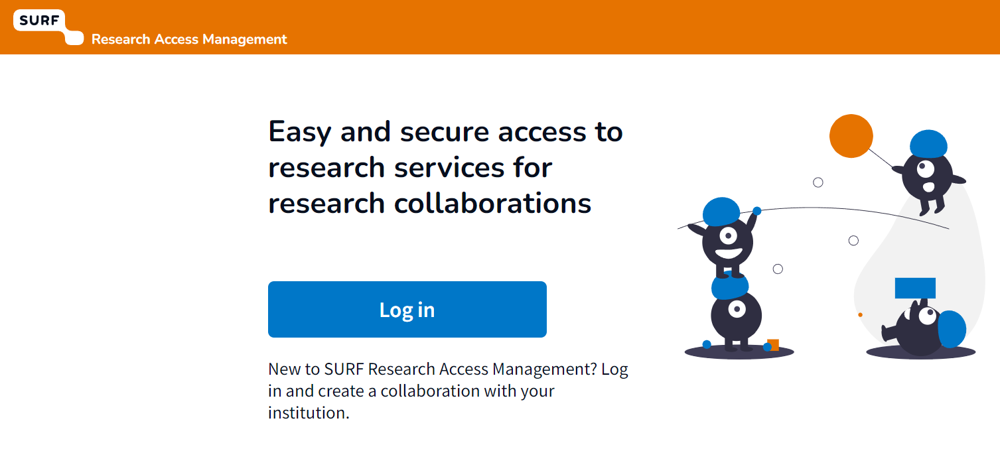 SURF
Research Access Management
Easy and secure access to
research services for
research collaborations
Log in
New to SURF Research Access Management? Log
in and create a collaboration with your
institution.